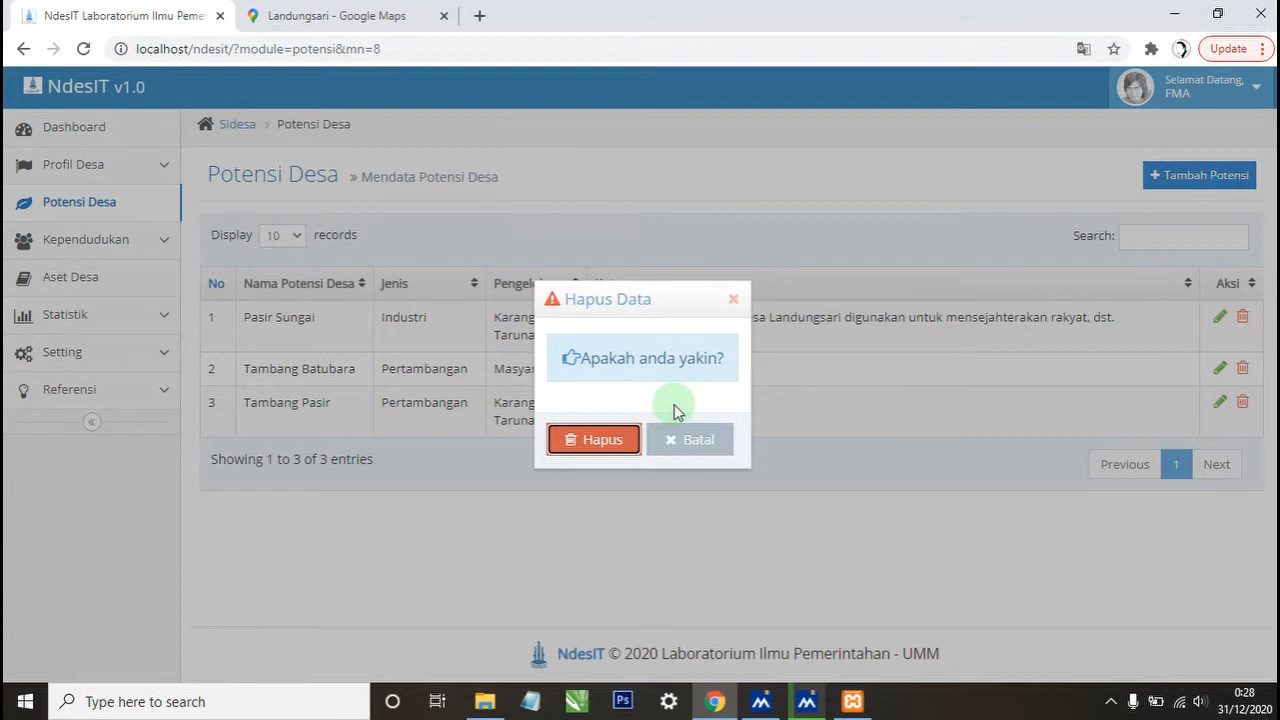 NdesIT Laboratorium Ilmu Peme
Landungsari - Google Maps
localhost/ndesit/?module=potensi&mn=8
Update
NdesIT v1.0
Selamat Datang,
FMA
Dashboard
Profil Desa
Potensi Desa
Kependudukan
Aset Desa
Statistik
Setting
Referensi
Sidesa > Potensi Desa
Potensi Desa » Mendata Potensi Desa
Tambah Potensi
Display 10 records
Search:
No Nama Potensi Desa Jenis Aksi
1 Pasir Sungai Industri Karang Landungsari digunakan untuk mensejahterakan rakyat, dst.
Taruna
2 Tambang Batubara Pertambangan
3 Tambang Pasir Pertambangan Karang
Showing 1 to 3 of 3 entries
Previous 1 Next
Hapus Data
Apakah anda yakin?
Hapus Batal
NdesIT © 2020 Laboratorium Ilmu Pemerintahan - UMM
Type here to search
Ps
0:28
31/12/2020